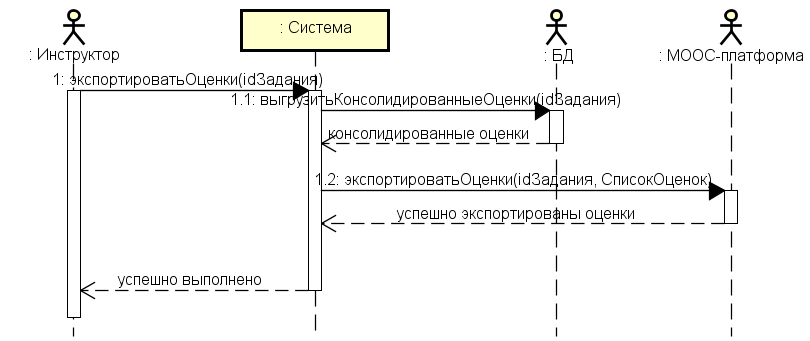 : Инструктор
: Система
: БД
: МООС-платформа
1: экспортироватьОценки(idЗадания)
1.1: выгрузитьКонсолидированныеОценки(idЗадания)
консолидированные оценки
1.2: экспортироватьОценки(idЗадания, СписокОценок)
успешно экспортированы оценки
успешно выполнено